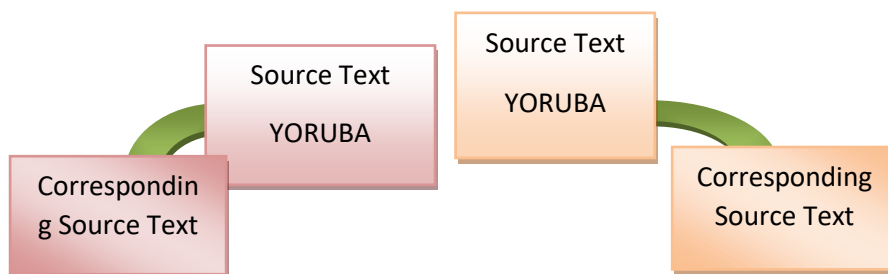 Source Text
YORUBA
Correspondin
g Source Text
Source Text
YORUBA
Corresponding
Source Text